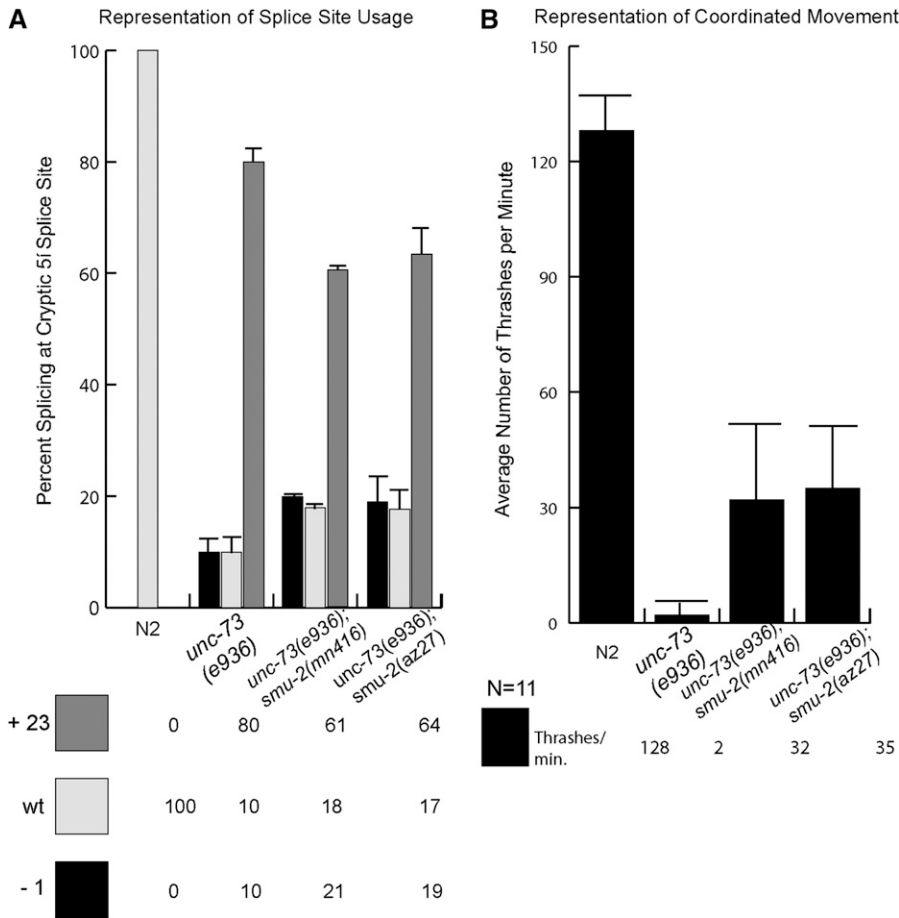 A
Representation of Splice Site Usage
Percent Splicing at Cryptic 5í Splice Site
100
80
60
40
20
0
N2
unc-73
(e936)
unc-73(e936);
smu-2(mn416)
unc-73(e936);
smu-2(az27)
+ 23 0 80 61 64
wt 100 10 18 17
- 1 0 10 21 19
B
Representation of Coordinated Movement
Average Number of Thrashes per Minute
150
120
90
60
30
0
N2
unc-73
(e936)
unc-73(e936),
smu-2(mn416)
unc-73(e936);
smu-2(az27)
N=11
Thrashes/
min.
128 2 32 35